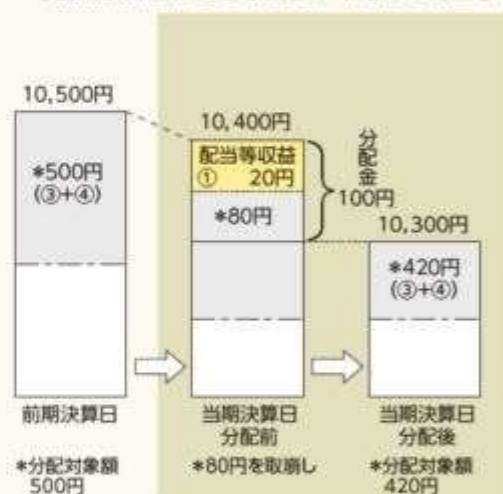 10,500円
*500円
(③+④)
前期決算日
*分配対象額
500円
10,400円
配当等収益
① 20円
*80円
分配金
100円
当期決算日
分配前
*80円を取崩し
10,300円
*420円
(③+④)
当期決算日
分配後
*分配対象額
420円